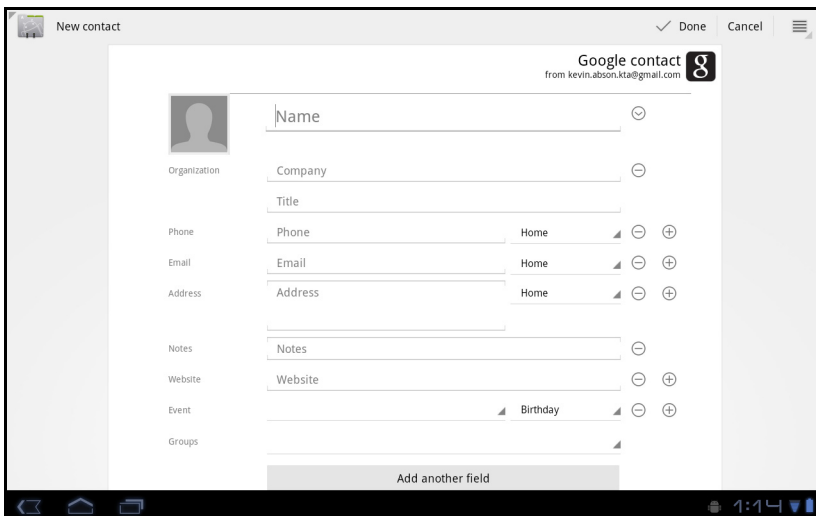 New contact
Done
Cancel
Google contact
from kevin.abson.kta@gmail.com
g
Name
Organization
Company
Title
Phone Phone Home
Email Email Home
Address Address Home
Notes Notes
Website Website
Event Birthday
Groups
Add another field
1:14